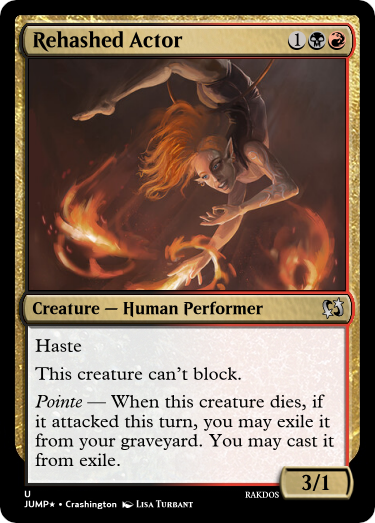 Rehashed Actor 1
Creature — Human Performer
Haste
This creature can't block.
Pointe — When this creature dies, if
it attacked this turn, you may exile it
from your graveyard. You may cast it
from exile.
3/1
U RAKDOS
JUMP★ • Crashington Lisa Turbant